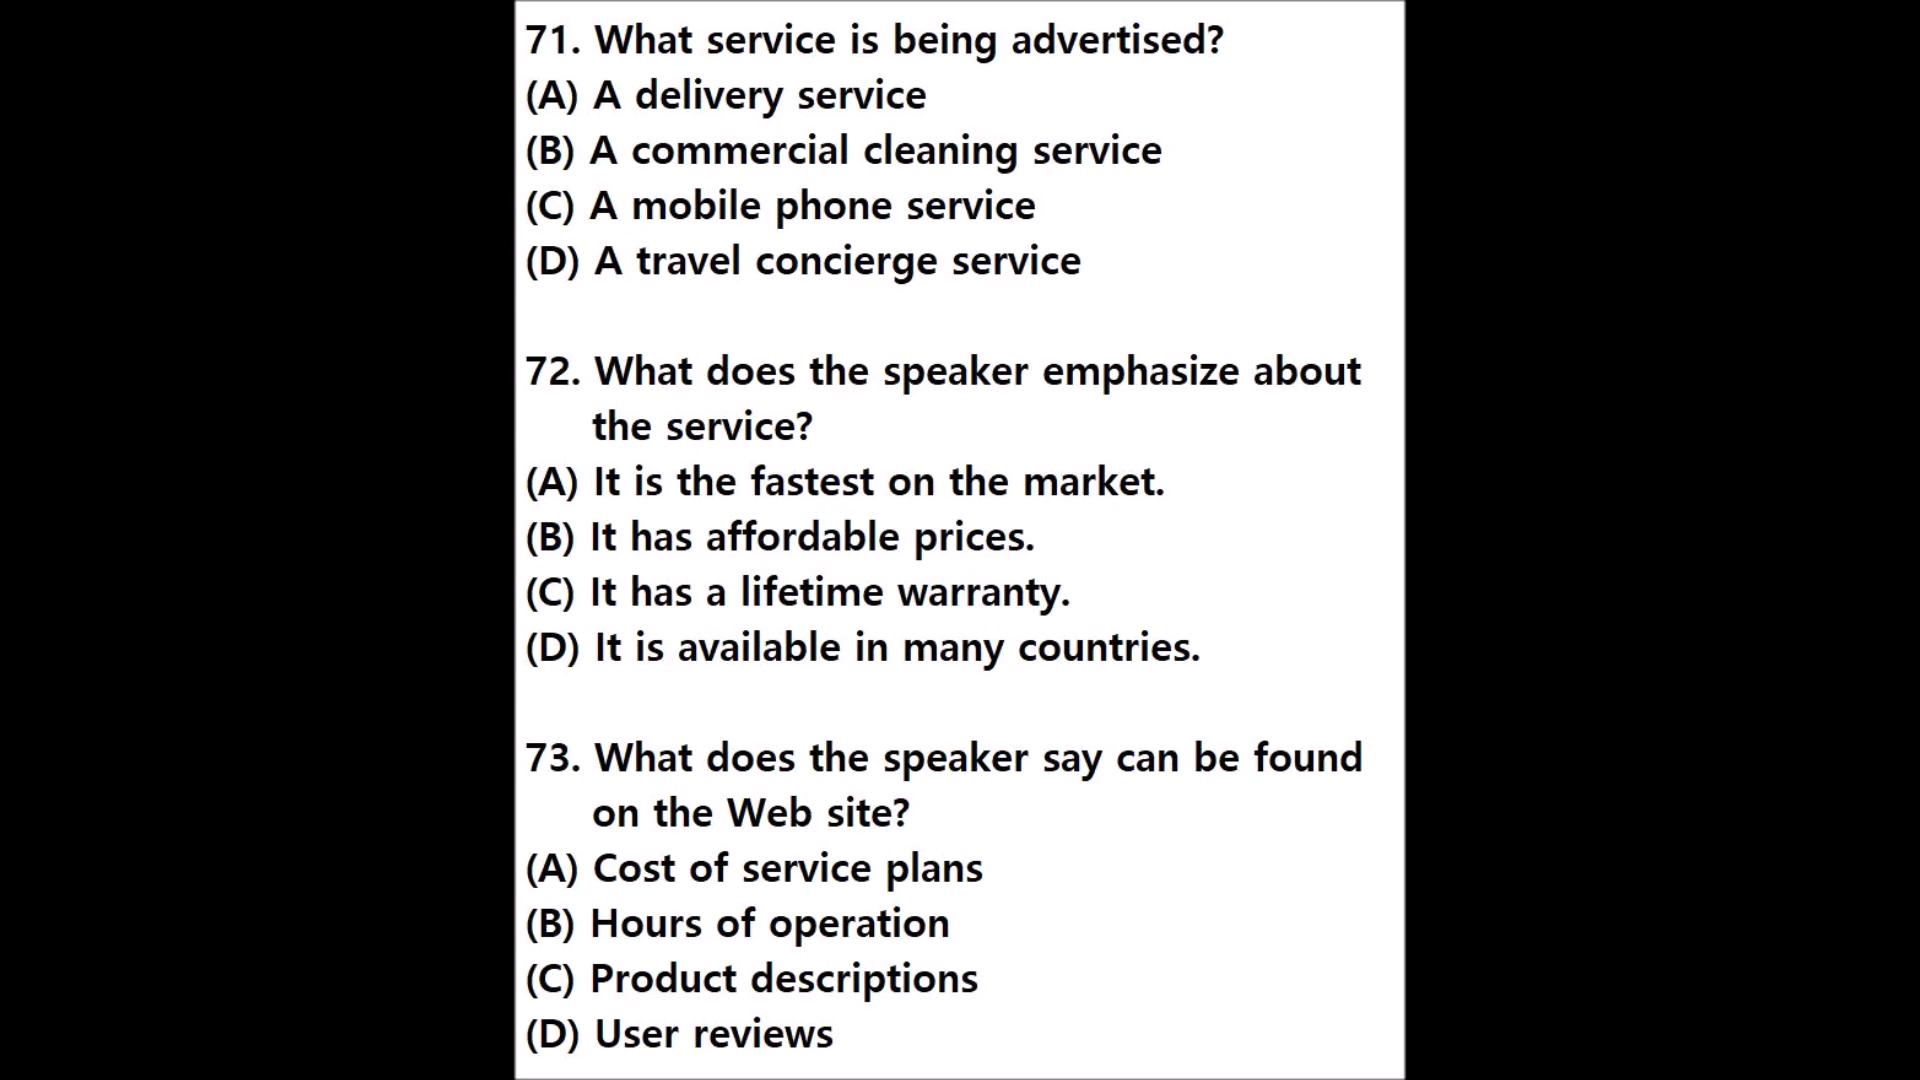 71. What service is being advertised?
(A) A delivery service
(B) A commercial cleaning service
(C) A mobile phone service
(D) A travel concierge service
72. What does the speaker emphasize about
the service?
(A) It is the fastest on the market.
(B) It has affordable prices.
(C) It has a lifetime warranty.
(D) It is available in many countries.
73. What does the speaker say can be found
on the Web site?
(A) Cost of service plans
(B) Hours of operation
(C) Product descriptions
(D) User reviews